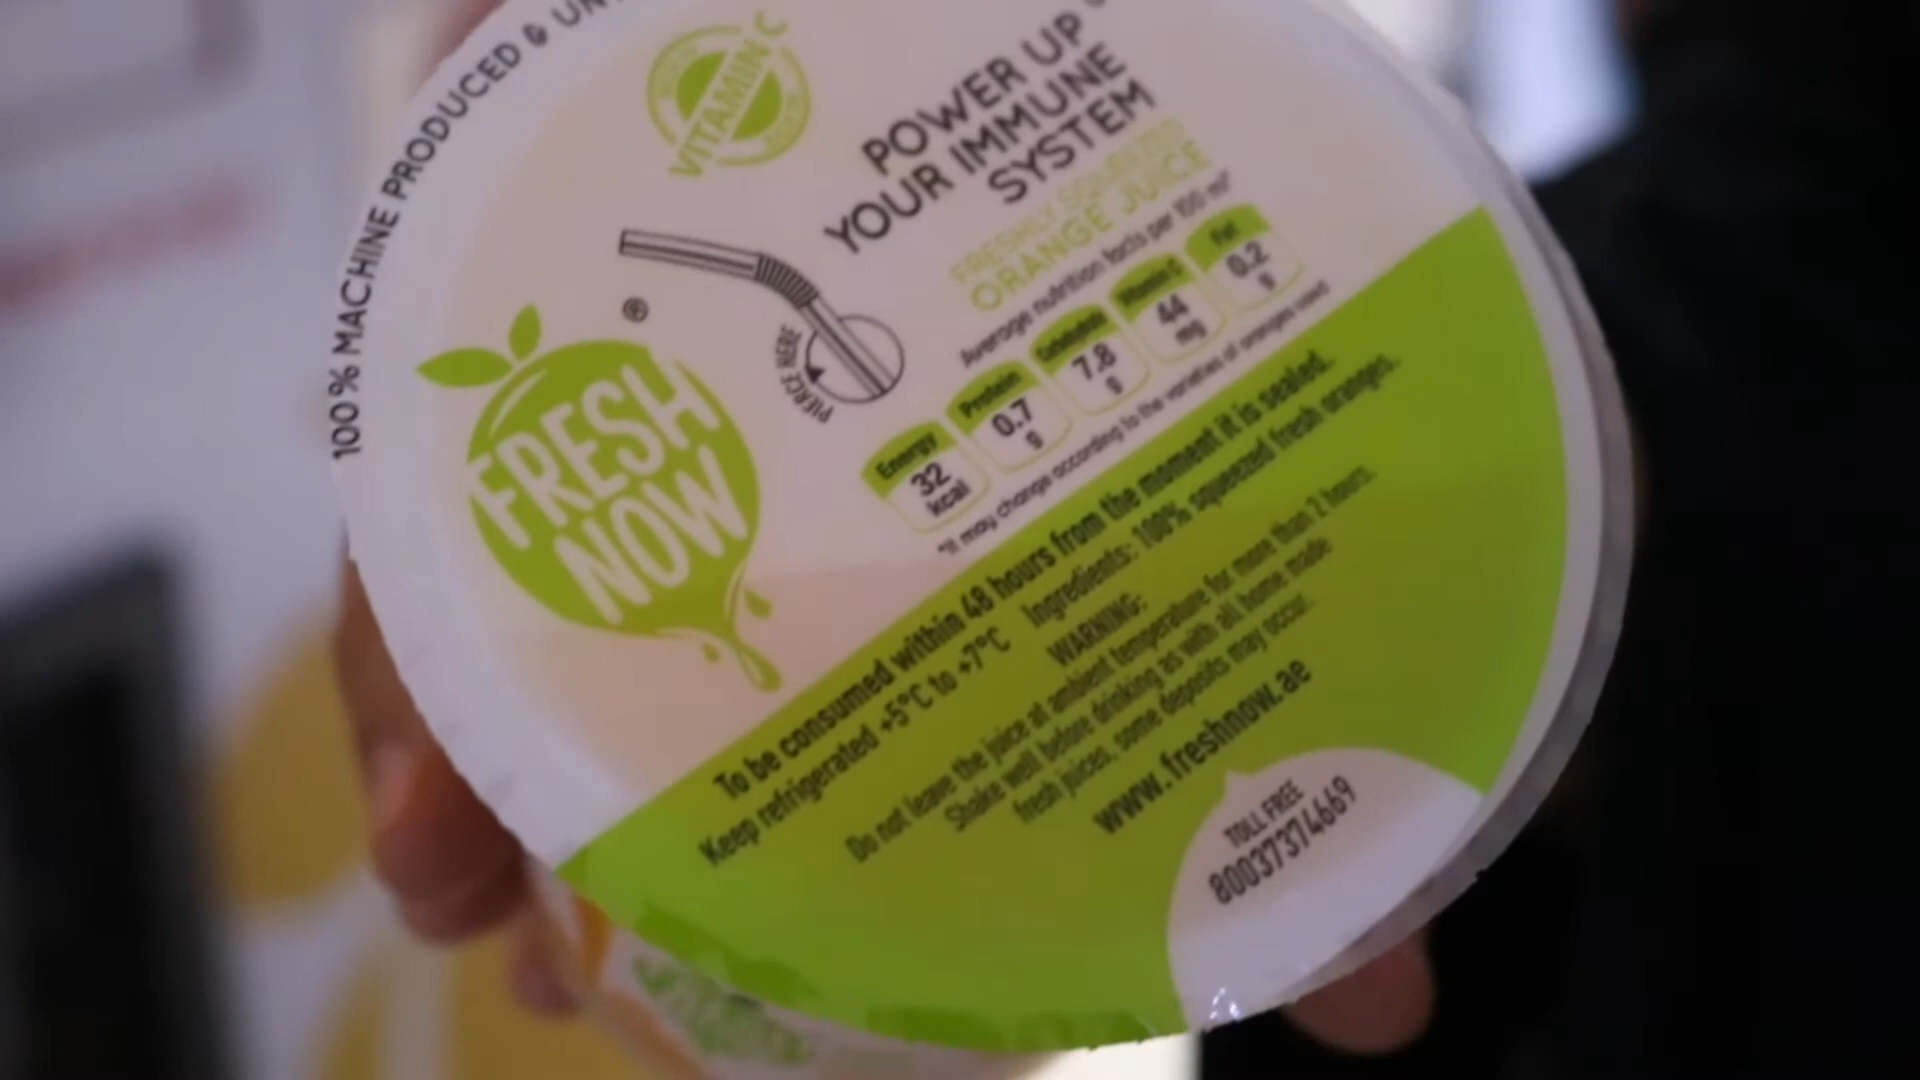 100% MACHINE PRODUCED & UN
VITAMIN C
POWER UP
YOUR IMMUNE
SYSTEM
FRESHLY SQUEEZED
ORANGE JUICE
Average nutrition facts per 100 ml*
Energy
32
kcal
Protein
0.7
g
7.8
g
Vitamin C
44
mg
Fat
0.2
g
*It may change according to the varieties of oranges used
PIERCE HERE
®
FRESH
NOW
To be consumed within 48 hours from the moment it is sealed.
Keep refrigerated +5°C to +7°C Ingredients: 100% squeezed fresh oranges.
WARNING:
Do not leave the juice at ambient temperature for more than 2 hours.
Shake well before drinking as with all home made
fresh juices, some deposits may occur.
www.freshnow.ae
TOLL FREE
80037374669